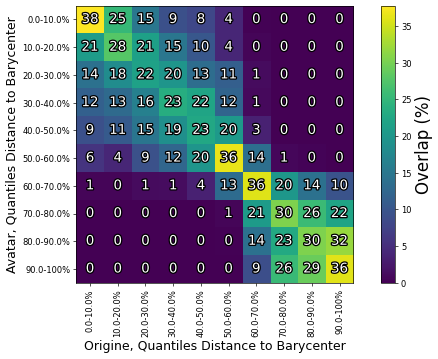 Avatar, Quantiles Distance to Barycenter
0.0-10.0% 38 25 15 9 8 4 0 0 0 0
10.0-20.0% 21 28 21 15 10 4 0 0 0 0
20.0-30.0% 14 18 22 20 13 11 1 0 0 0
30.0-40.0% 12 13 16 23 22 12 1 0 0 0
40.0-50.0% 9 11 15 19 23 20 3 0 0 0
50.0-60.0% 6 4 9 12 20 36 14 1 0 0
60.0-70.0% 1 0 1 1 4 13 36 20 14 10
70.0-80.0% 0 0 0 0 0 1 21 30 26 22
80.0-90.0% 0 0 0 0 0 0 14 23 30 32
90.0-100% 0 0 0 0 0 0 9 26 29 36
0.0-10.0% 10.0-20.0% 20.0-30.0% 30.0-40.0% 40.0-50.0% 50.0-60.0% 60.0-70.0% 70.0-80.0% 80.0-90.0% 90.0-100%
Origine, Quantiles Distance to Barycenter
35
30
25
20
15
10
5
0
Overlap (%)